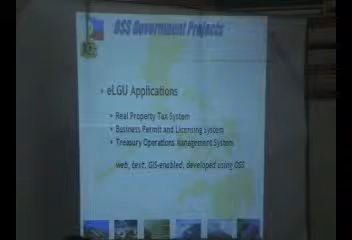 OSS Government Projects
eLGU Applications
Real Property Tax System
Business Permit and Licensing System
Treasury Operations Management System
web, text, GIS-enabled, developed using OSS